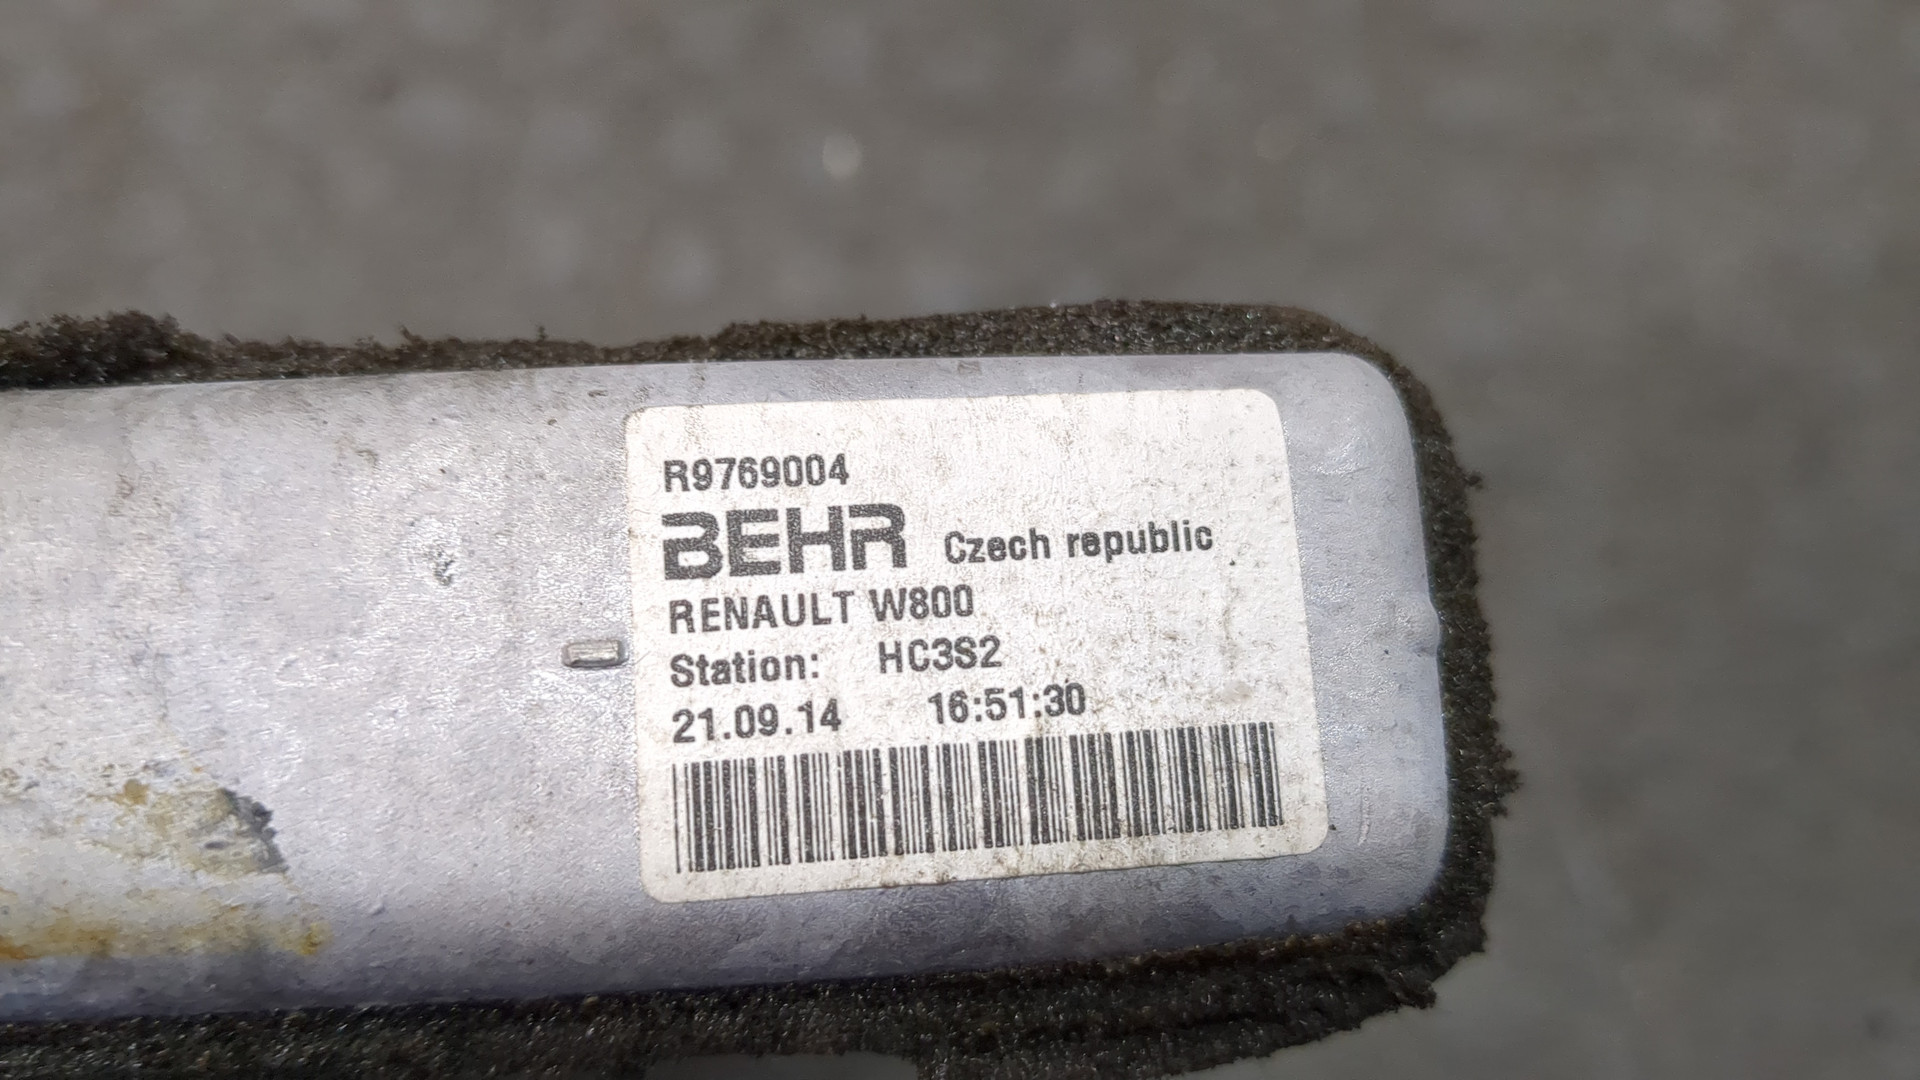 R9769004
BEHR Czech republic
RENAULT W800
Station: HC3S2
21.09.14 16:51:30